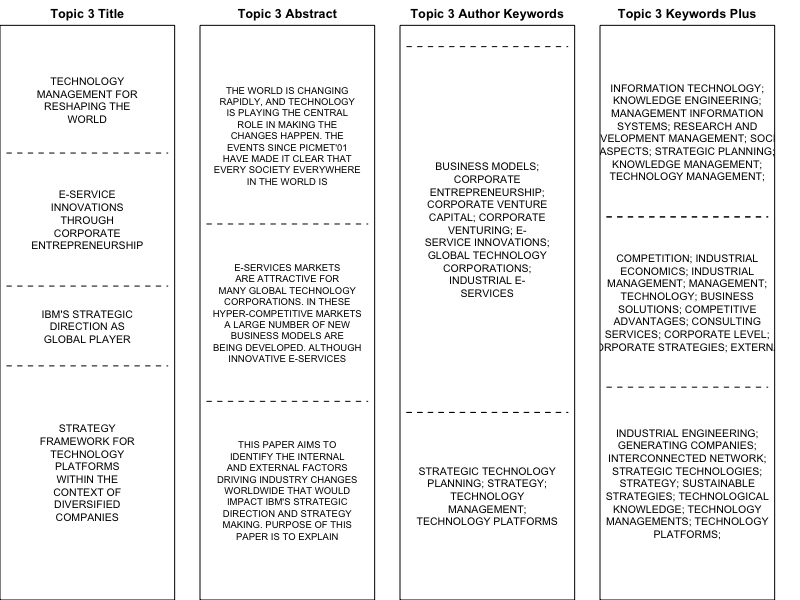 Topic 3 Title
TECHNOLOGY
MANAGEMENT FOR
RESHAPING THE
WORLD
E-SERVICE
INNOVATIONS
THROUGH
CORPORATE
ENTREPRENEURSHIP
IBM'S STRATEGIC
DIRECTION AS
GLOBAL PLAYER
STRATEGY
FRAMEWORK FOR
TECHNOLOGY
PLATFORMS
WITHIN THE
CONTEXT OF
DIVERSIFIED
COMPANIES
Topic 3 Abstract
THE WORLD IS CHANGING
RAPIDLY, AND TECHNOLOGY
IS PLAYING THE CENTRAL
ROLE IN MAKING THE
CHANGES HAPPEN. THE
EVENTS SINCE PICMET'01
HAVE MADE IT CLEAR THAT
EVERY SOCIETY EVERYWHERE
IN THE WORLD IS
E-SERVICES MARKETS
ARE ATTRACTIVE FOR
MANY GLOBAL TECHNOLOGY
CORPORATIONS. IN THESE
HYPER-COMPETITIVE MARKETS
A LARGE NUMBER OF NEW
BUSINESS MODELS ARE
BEING DEVELOPED. ALTHOUGH
INNOVATIVE E-SERVICES
THIS PAPER AIMS TO
IDENTIFY THE INTERNAL
AND EXTERNAL FACTORS
DRIVING INDUSTRY CHANGES
WORLDWIDE THAT WOULD
IMPACT IBM'S STRATEGIC
DIRECTION AND STRATEGY
MAKING. PURPOSE OF THIS
PAPER IS TO EXPLAIN
Topic 3 Author Keywords
BUSINESS MODELS;
CORPORATE
ENTREPRENEURSHIP;
CORPORATE VENTURE
CAPITAL; CORPORATE
VENTURING; E-
SERVICE INNOVATIONS;
GLOBAL TECHNOLOGY
CORPORATIONS;
INDUSTRIAL E-
SERVICES
STRATEGIC TECHNOLOGY
PLANNING; STRATEGY;
TECHNOLOGY
MANAGEMENT;
TECHNOLOGY PLATFORMS
Topic 3 Keywords Plus
INFORMATION TECHNOLOGY;
KNOWLEDGE ENGINEERING;
MANAGEMENT INFORMATION
SYSTEMS; RESEARCH AND
VELOPMENT MANAGEMENT; SOCI
ASPECTS; STRATEGIC PLANNING;
KNOWLEDGE MANAGEMENT;
TECHNOLOGY MANAGEMENT;
COMPETITION; INDUSTRIAL
ECONOMICS; INDUSTRIAL
MANAGEMENT; MANAGEMENT;
TECHNOLOGY; BUSINESS
SOLUTIONS; COMPETITIVE
ADVANTAGES; CONSULTING
SERVICES; CORPORATE LEVEL;
ORPORATE STRATEGIES; EXTERN
INDUSTRIAL ENGINEERING;
GENERATING COMPANIES;
INTERCONNECTED NETWORK;
STRATEGIC TECHNOLOGIES;
STRATEGY; SUSTAINABLE
STRATEGIES; TECHNOLOGICAL
KNOWLEDGE; TECHNOLOGY
MANAGEMENTS; TECHNOLOGY
PLATFORMS;